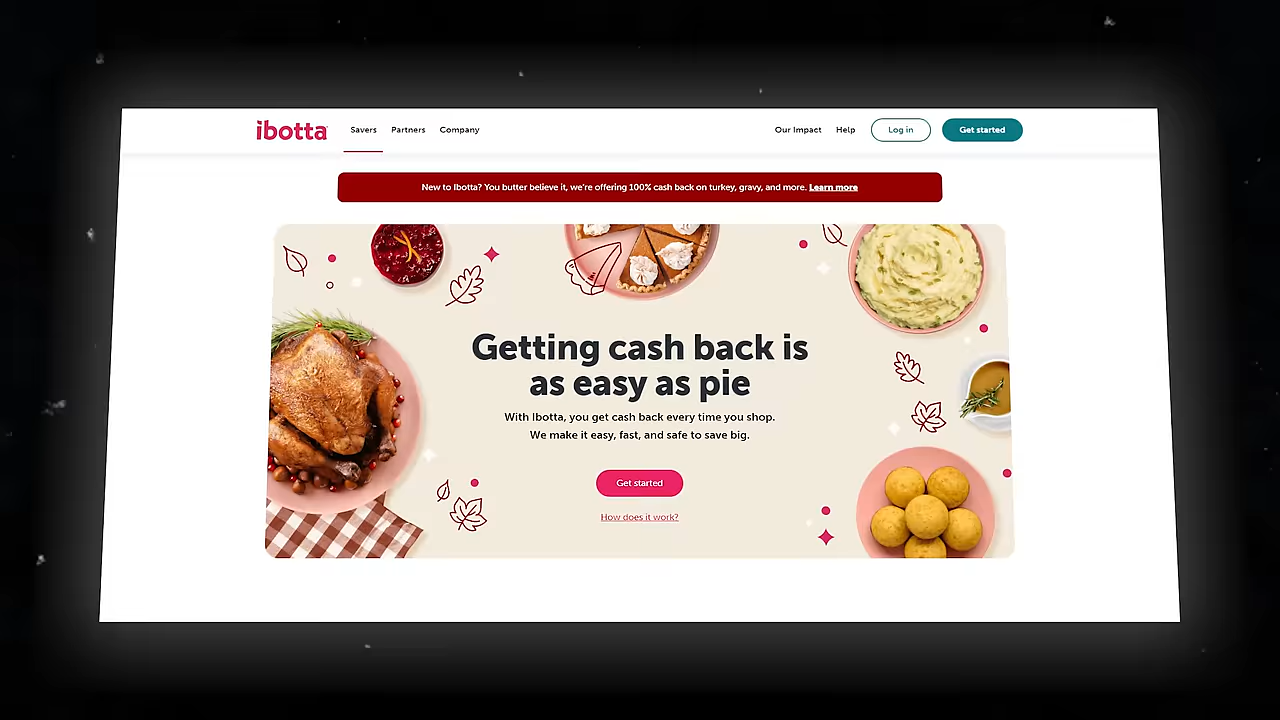 ibotta
Savers
Partners
Company
Our Impact
Help
Log in
Get started
New to Ibotta? You butter believe it, we're offering 100% cash back on turkey, gravy, and more. Learn more
Getting cash back is
as easy as pie
With Ibotta, you get cash back every time you shop.
We make it easy, fast, and safe to save big.
Get started
How does it work?